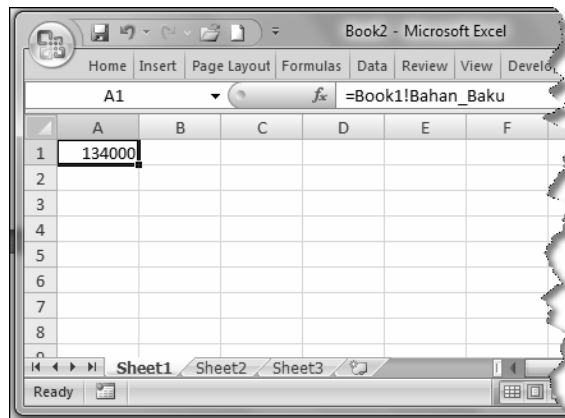 Book2 - Microsoft Excel
Home Insert Page Layout Formulas Data Review View
A1 fx =Book1!Bahan_Baku
A B C D E F
1 134000
2
3
4
5
6
7
8
Sheet1 Sheet2 Sheet3
Ready